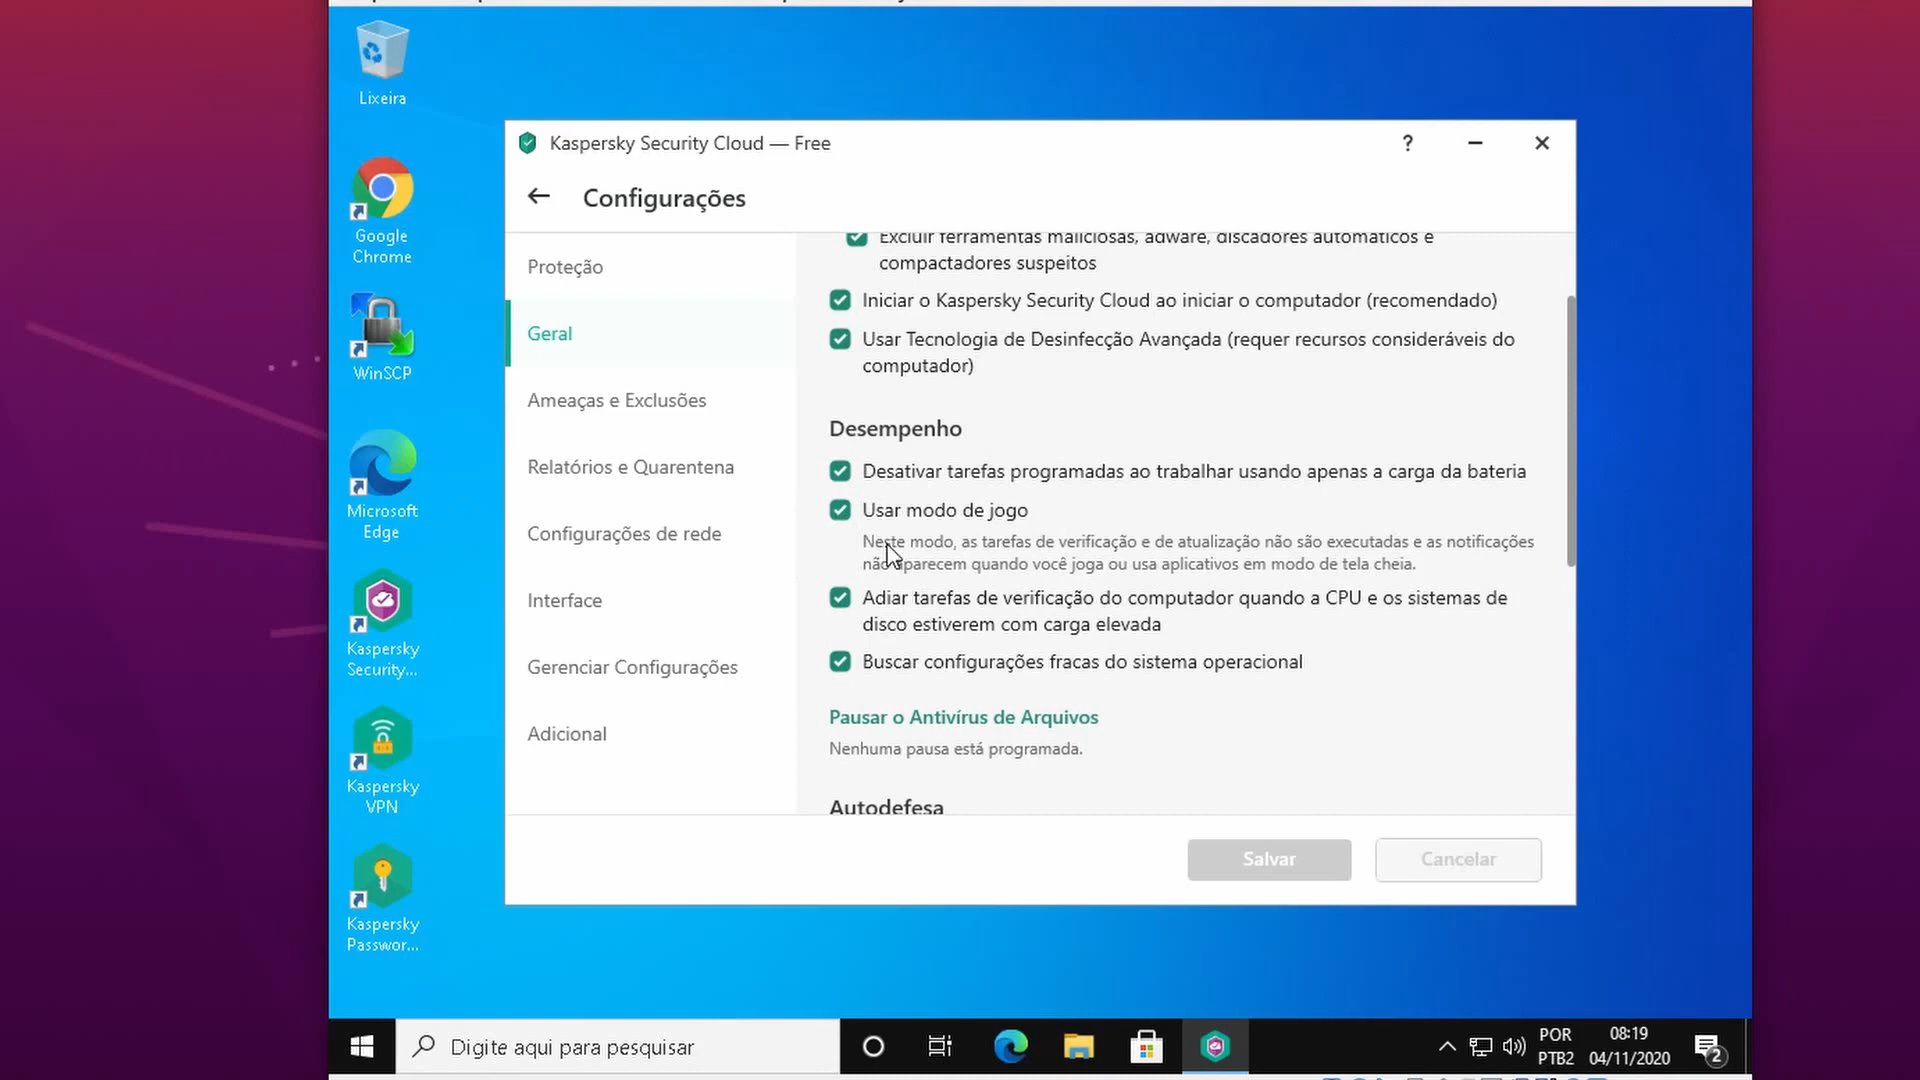 Lixeira
Google
Chrome
WinSCP
Microsoft
Edge
Kaspersky
Security...
Kaspersky
VPN
Kaspersky
Passwor...
Kaspersky Security Cloud — Free
?
Configurações
Proteção
Geral
Ameaças e Exclusões
Relatórios e Quarentena
Configurações de rede
Interface
Gerenciar Configurações
Adicional
Excluir ferramentas maliciosas, adware, discadores automáticos e
compactadores suspeitos
Iniciar o Kaspersky Security Cloud ao iniciar o computador (recomendado)
Usar Tecnologia de Desinfecção Avançada (requer recursos consideráveis do
computador)
Desempenho
Desativar tarefas programadas ao trabalhar usando apenas a carga da bateria
Usar modo de jogo
Neste modo, as tarefas de verificação e de atualização não são executadas e as notificações
não aparecem quando você joga ou usa aplicativos em modo de tela cheia.
Adiar tarefas de verificação do computador quando a CPU e os sistemas de
disco estiverem com carga elevada
Buscar configurações fracas do sistema operacional
Pausar o Antivírus de Arquivos
Nenhuma pausa está programada.
Autodefesa
Salvar
Cancelar
Digite aqui para pesquisar
POR
PTB2
08:19
04/11/2020
2